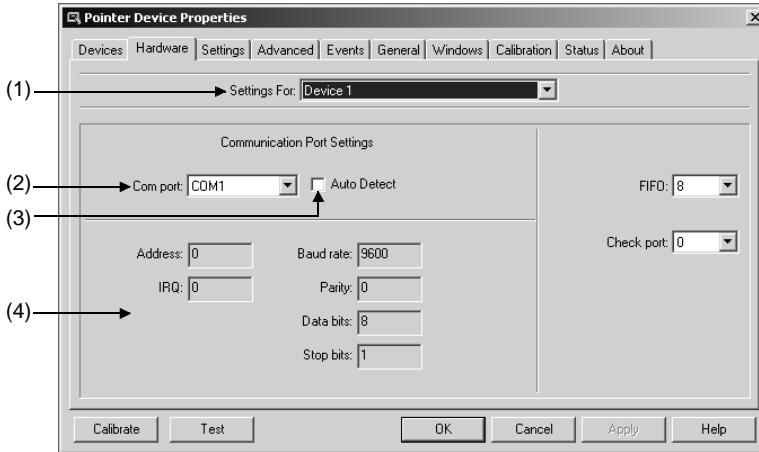 Pointer Device Properties
Devices Hardware Settings Advanced Events General Windows Calibration Status About
(1) Settings For: Device 1
Communication Port Settings
(2) Com port: COM1 Auto Detect FIFO: 8
(3)
Check port: 0
Address: 0 Baud rate: 9600
IRQ: 0 Parity: 0
(4)
Data bits: 8
Stop bits: 1
Calibrate Test OK Cancel Apply Help